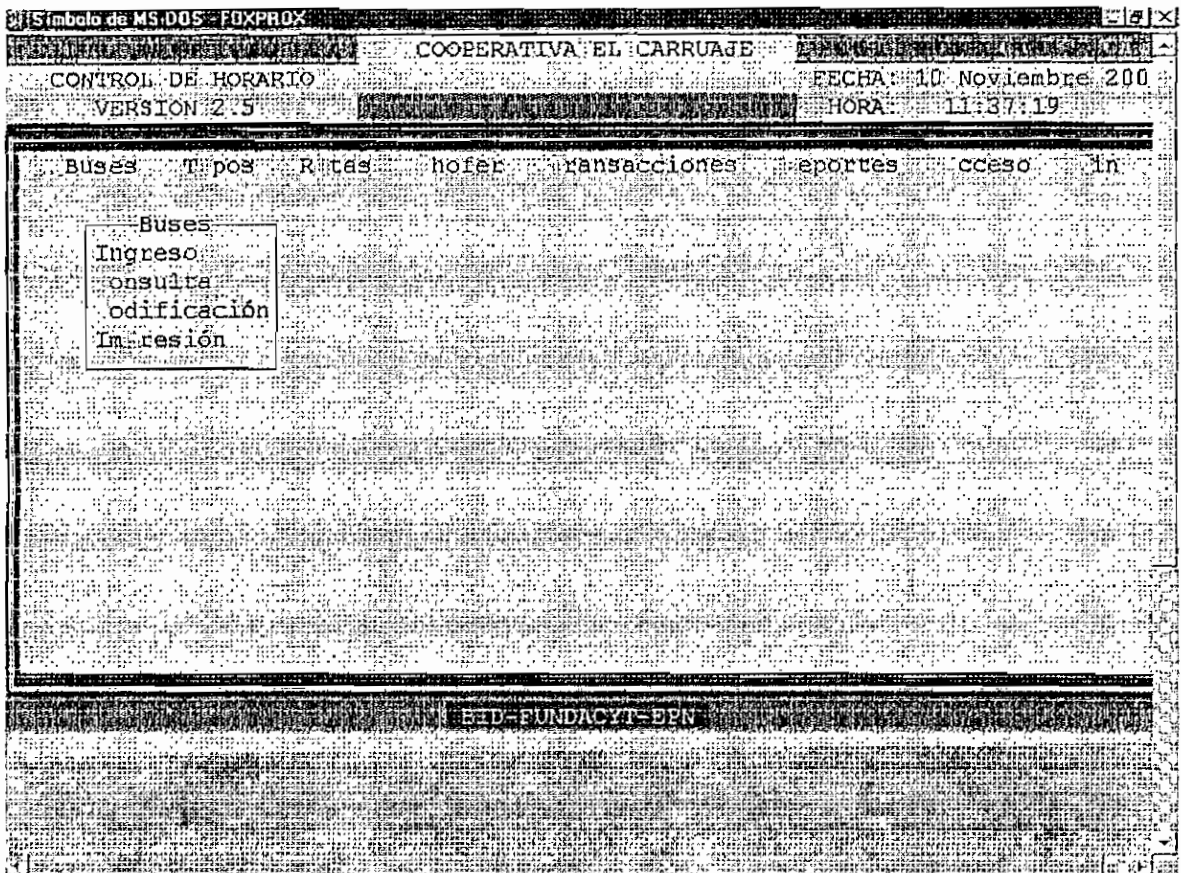 Símbolo de MS-DOS - FOXPROX
COOPERATIVA EL CARRUAJE
CONTROL DE HORARIO
FECHA: 10 Noviembre 200
VERSION 2.5
HORA: 11:37:19
Buses T pos R tas hofer ransacciones eportes cceso in
Buses
Ingreso
onsulta
odificación
Im resión
BID-FUNDACYT-EPN